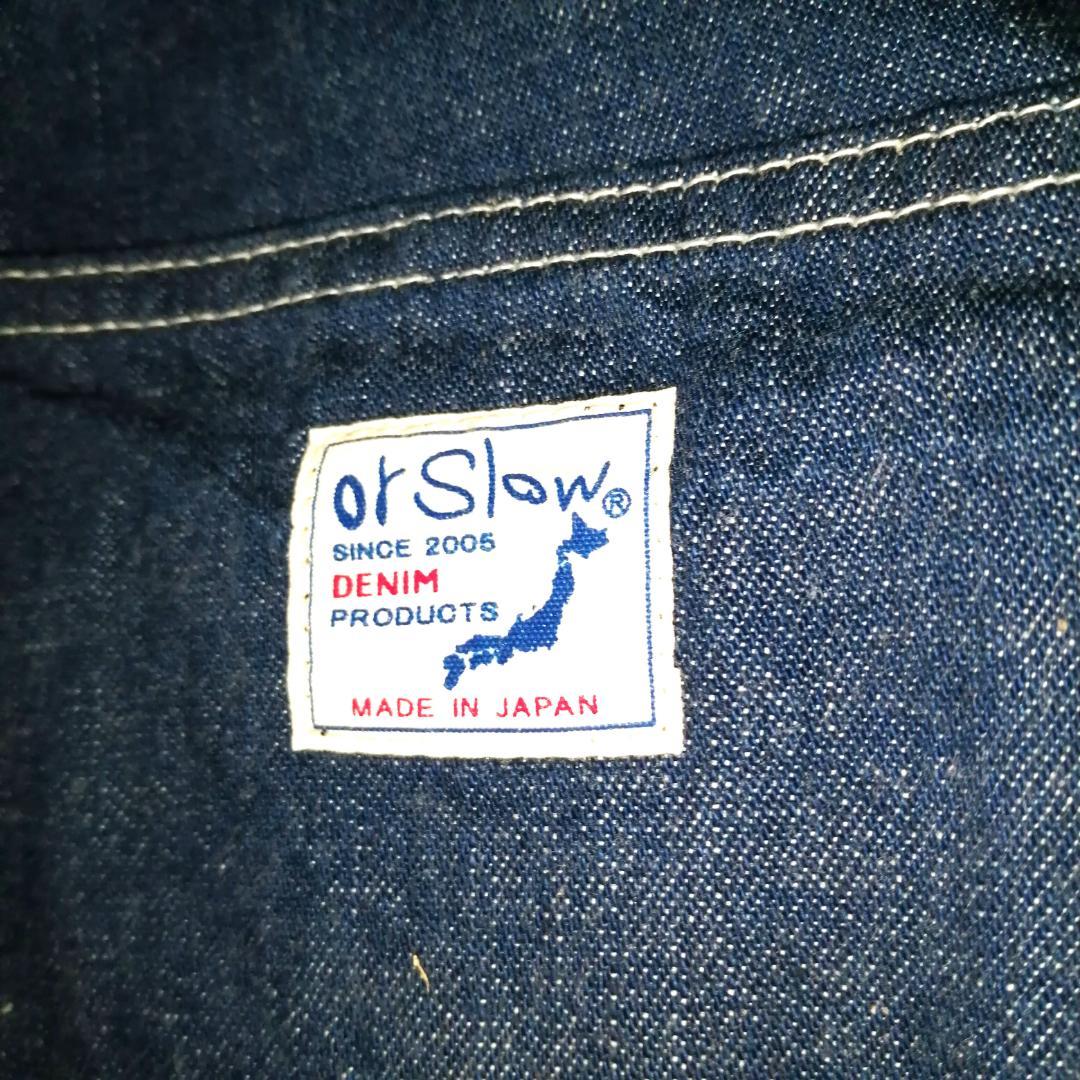 orSlow®
SINCE 2005
DENIM
PRODUCTS
MADE IN JAPAN